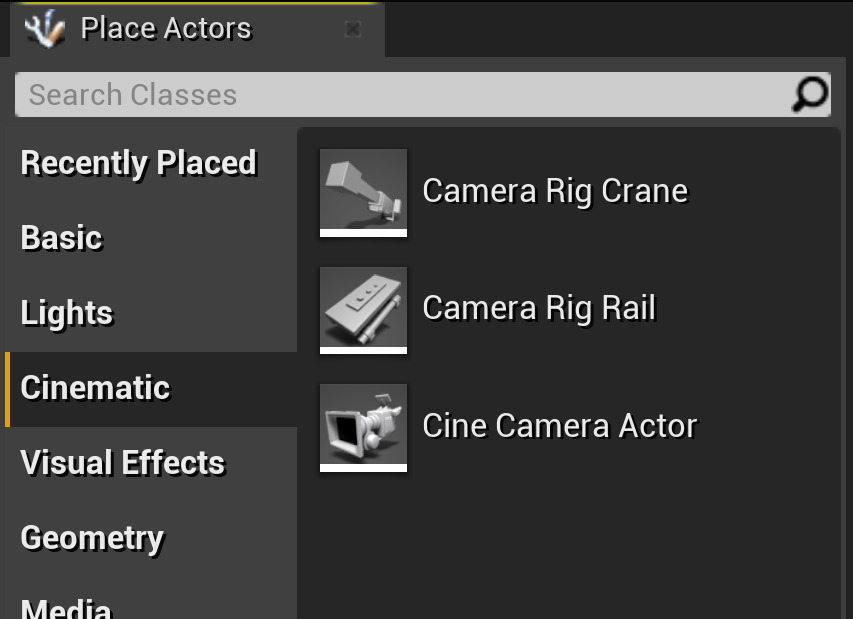 Place Actors
Search Classes
Recently Placed
Basic
Lights
Cinematic
Visual Effects
Geometry
Media
Camera Rig Crane
Camera Rig Rail
Cine Camera Actor